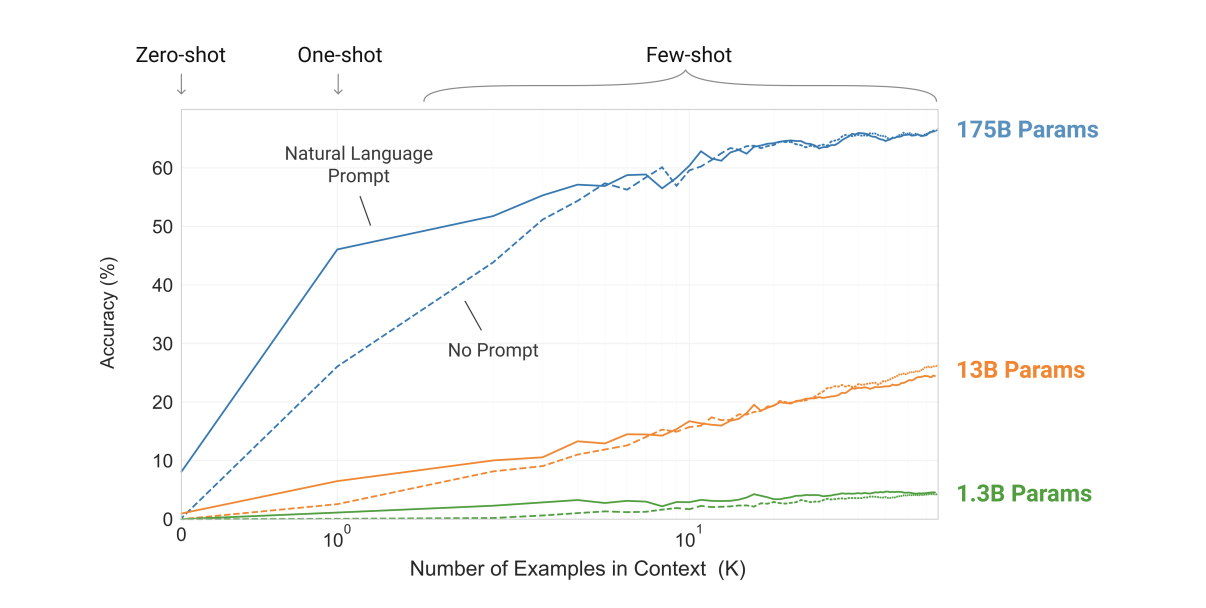 Zero-shot
One-shot
Few-shot
175B Params
Natural Language
Prompt
No Prompt
13B Params
1.3B Params
60
50
40
30
20
10
0
Accuracy (%)
0
10^0
10^1
Number of Examples in Context (K)